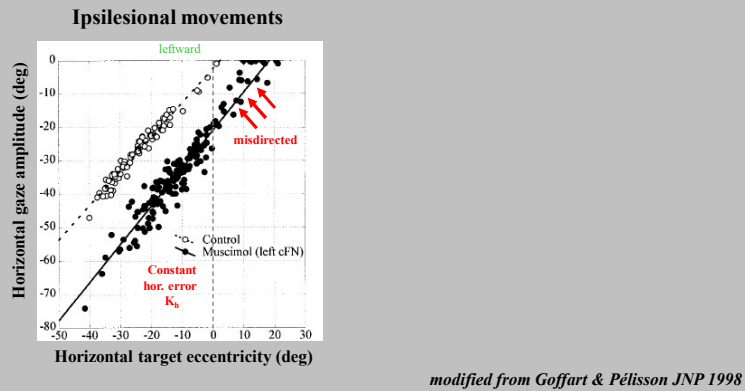 Ipsilesional movements
leftward
Horizontal gaze amplitude (deg)
0
-10
-20
-30
-40
-50
-60
-70
-80
misdirected
Control
Muscimol (left cFN)
Constant
hor. error
Kh
-50 -40 -30 -20 -10 0 10 20 30
Horizontal target eccentricity (deg)
modified from Goffart & Pélisson JNP 1998